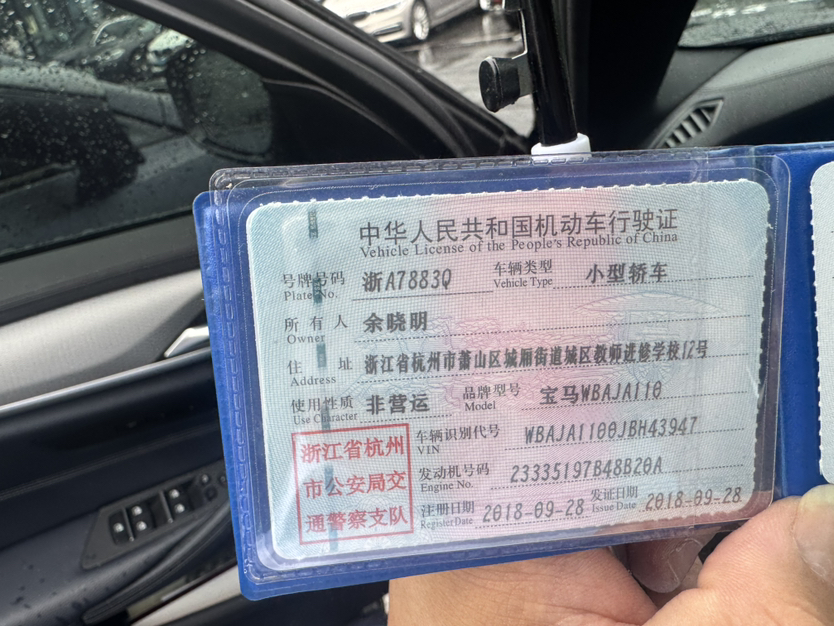 中华人民共和国机动车行驶证
Vehicle License of the People's Republic of China
号牌号码 浙A7883Q 车辆类型 小型轿车
Plate No. Vehicle Type
所有人 余晓明
Owner
住址 浙江省杭州市萧山区城厢街道城区教师进修学校12号
Address
使用性质 非营运 品牌型号 宝马WBAJA110
Use Character Model
浙江省杭州
市公安局交
通警察支队
车辆识别代号 WBAJA1100JBH43947
VIN
发动机号码 23335197B48B20A
Engine No.
注册日期 2018-09-28 发证日期 2018-09-28
Register Date Issue Date